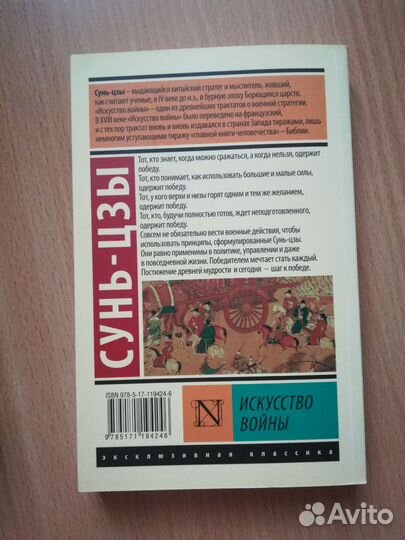 Сунь-цзы – выдающийся китайский стратег и мыслитель, живший,
как считают ученые, в IV веке до н.э., в бурную эпоху Борющихся царств.
«Искусство войны» – один из древнейших трактатов о военной стратегии.
В XVIII веке «Искусство войны» было переведено на французский,
и с тех пор трактат вновь и вновь издавался в странах Запада тиражами, лишь
немногим уступающими тиражу «главной книги человечества» – Библии.
СУНЬ-ЦЗЫ
Тот, кто знает, когда можно сражаться, а когда нельзя, одержит
победу.
Тот, кто понимает, как использовать большие и малые силы,
одержит победу.
Тот, у кого верхи и низы горят одним и тем же желанием,
одержит победу.
Тот, кто, будучи полностью готов, ждет неподготовленного,
одержит победу.
Совсем не обязательно вести военные действия, чтобы
использовать принципы, сформулированные Сунь-цзы.
Они равно применимы в политике, управлении и даже
в повседневной жизни. Победителем мечтает стать каждый.
Постижение древней мудрости и сегодня – шаг к победе.
ISBN 978-5-17-119424-6
9 785171 194246
N
ИСКУССТВО
ВОЙНЫ
эксклюзивная классика
Avito